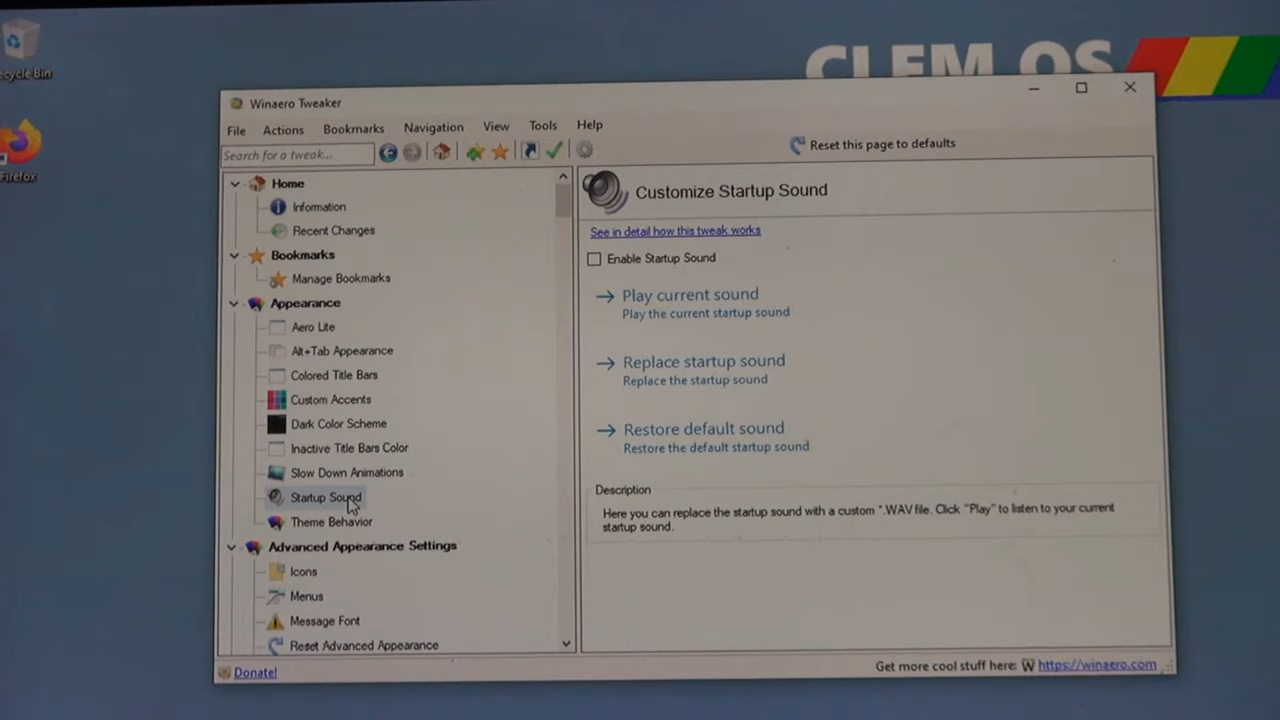 CLEM OS
Recycle Bin
Firefox
Winaero Tweaker
File Actions Bookmarks Navigation View Tools Help
Search for a tweak...
Reset this page to defaults
Home
Information
Recent Changes
Bookmarks
Manage Bookmarks
Appearance
Aero Lite
Alt+Tab Appearance
Colored Title Bars
Custom Accents
Dark Color Scheme
Inactive Title Bars Color
Slow Down Animations
Startup Sound
Theme Behavior
Advanced Appearance Settings
Icons
Menus
Message Font
Reset Advanced Appearance
Customize Startup Sound
See in detail how this tweak works
Enable Startup Sound
Play current sound
Play the current startup sound
Replace startup sound
Replace the startup sound
Restore default sound
Restore the default startup sound
Description
Here you can replace the startup sound with a custom *.WAV file. Click "Play" to listen to your current
startup sound.
Donate!
Get more cool stuff here: W https://winaero.com